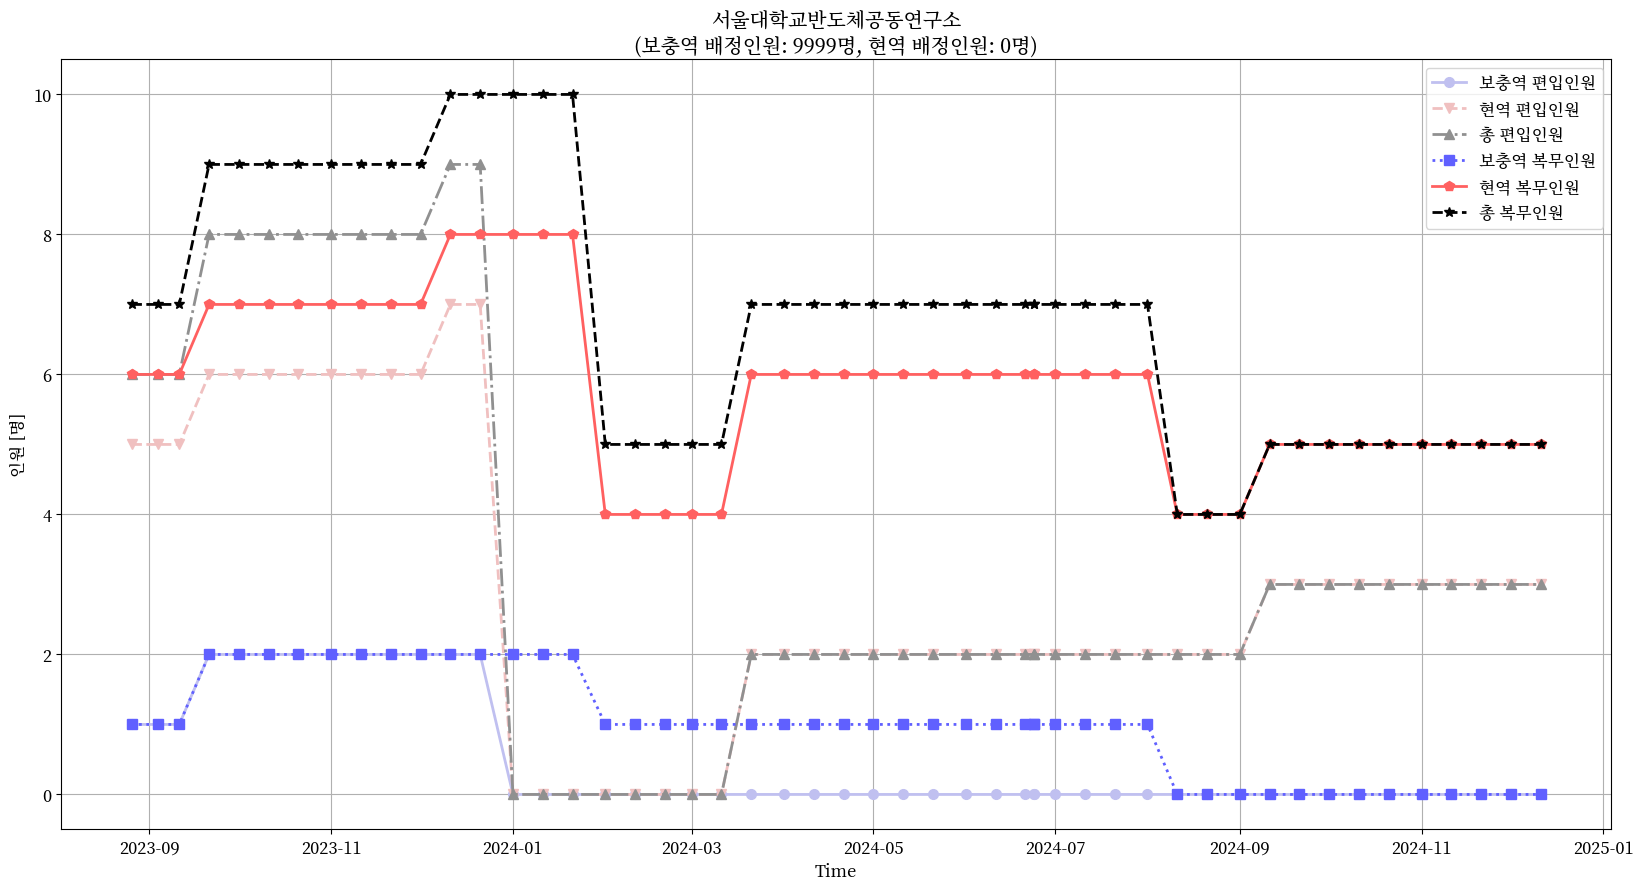 서울대학교반도체공동연구소
(보충역 배정인원: 9999명, 현역 배정인원: 0명)
보충역 편입인원
현역 편입인원
총 편입인원
보충역 복무인원
현역 복무인원
총 복무인원
인원 [명]
10
8
6
4
2
0
2023-09
2023-11
2024-01
2024-03
2024-05
2024-07
2024-09
2024-11
2025-01
Time